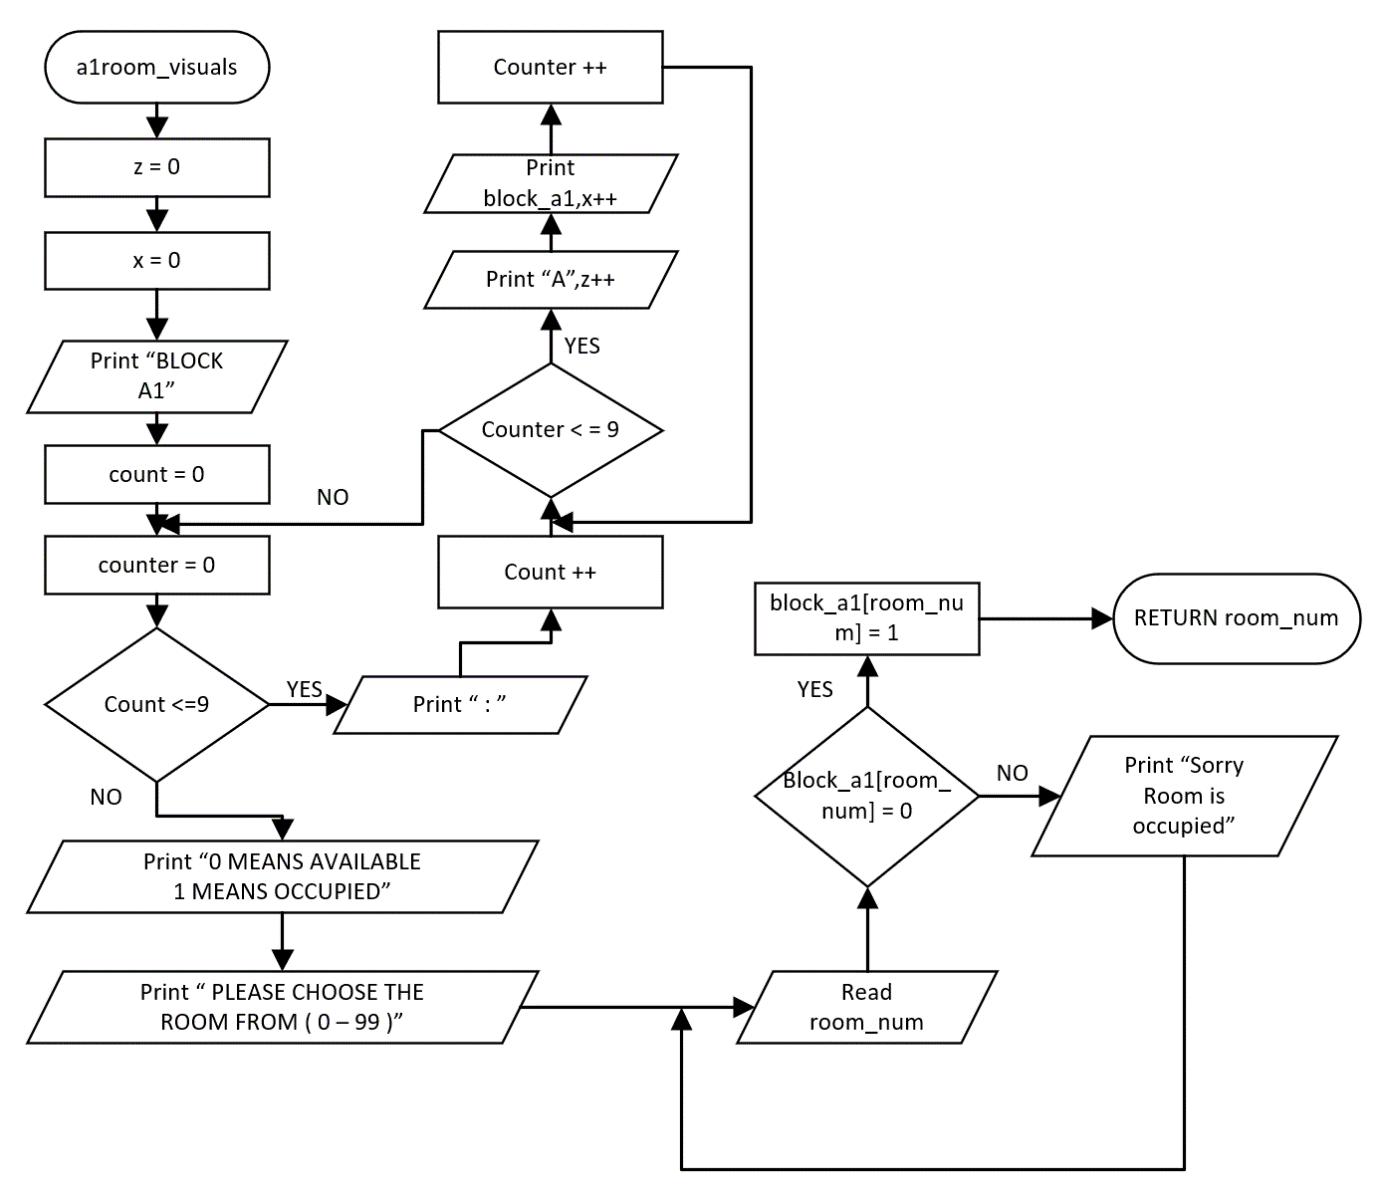 a1room_visuals
z = 0
x = 0
Print “BLOCK
A1”
count = 0
counter = 0
Count <=9
YES
NO
Print “ : ”
Count ++
Counter < = 9
NO
YES
Print “A”,z++
Print
block_a1,x++
Counter ++
Print “0 MEANS AVAILABLE
1 MEANS OCCUPIED”
Print “ PLEASE CHOOSE THE
ROOM FROM ( 0 – 99 )”
Read
room_num
Block_a1[room_
num] = 0
YES
NO
block_a1[room_nu
m] = 1
RETURN room_num
Print “Sorry
Room is
occupied”